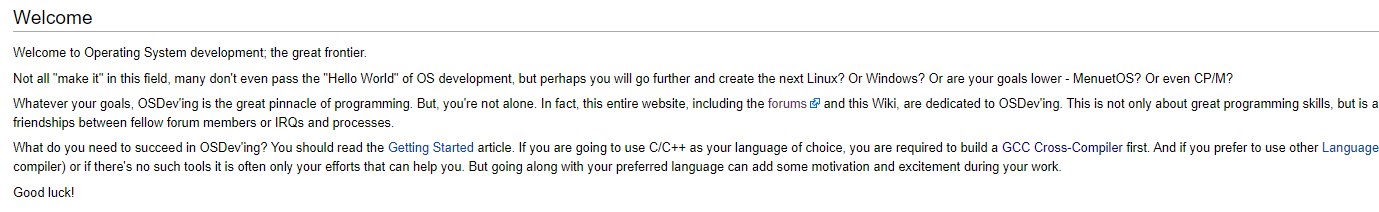 Welcome
Welcome to Operating System development; the great frontier.
Not all "make it" in this field, many don't even pass the "Hello World" of OS development, but perhaps you will go further and create the next Linux? Or Windows? Or are your goals lower - MenuetOS? Or even CP/M?
Whatever your goals, OSDev'ing is the great pinnacle of programming. But, you're not alone. In fact, this entire website, including the forums and this Wiki, are dedicated to OSDev'ing. This is not only about great programming skills, but is a
friendships between fellow forum members or IRQs and processes.
What do you need to succeed in OSDev'ing? You should read the Getting Started article. If you are going to use C/C++ as your language of choice, you are required to build a GCC Cross-Compiler first. And if you prefer to use other Language
compiler) or if there's no such tools it is often only your efforts that can help you. But going along with your preferred language can add some motivation and excitement during your work.
Good luck!